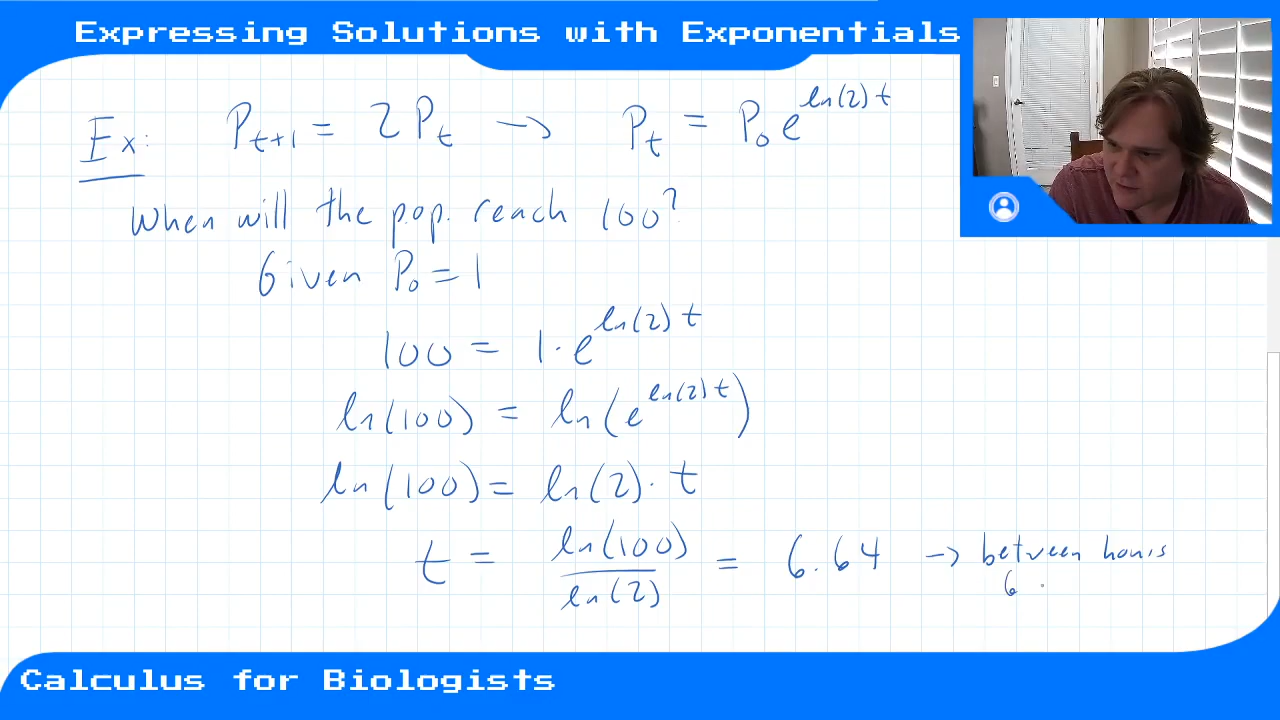 Expressing Solutions with Exponentials
Ex: P_{t+1} = 2P_t → P_t = P_0 e^{ln(2) t}
When will the pop. reach 100?
Given P_0 = 1
100 = 1 · e^{ln(2) t}
ln(100) = ln(e^{ln(2) t})
ln(100) = ln(2) · t
t = ln(100)/ln(2) = 6.64 → between hours
6
Calculus for Biologists